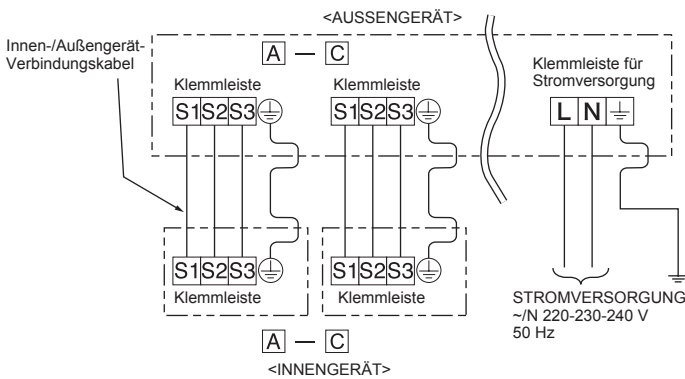 <AUSSENGERÄT>
Innen-/Außengerät-
Verbindungskabel
A — C
Klemmleiste
Klemmleiste
Klemmleiste für
Stromversorgung
S1 S2 S3
S1 S2 S3
L N
S1 S2 S3
S1 S2 S3
Klemmleiste
Klemmleiste
STROMVERSORGUNG
~/N 220-230-240 V
50 Hz
A — C
<INNENGERÄT>